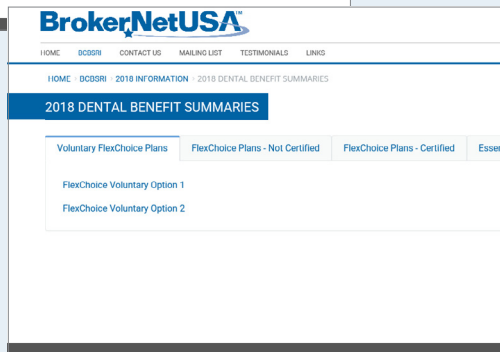 BrokerNetUSA™
HOME BCBSRI CONTACT US MAILING LIST TESTIMONIALS LINKS
HOME > BCBSRI > 2018 INFORMATION > 2018 DENTAL BENEFIT SUMMARIES
2018 DENTAL BENEFIT SUMMARIES
Voluntary FlexChoice Plans FlexChoice Plans - Not Certified FlexChoice Plans - Certified Essen
FlexChoice Voluntary Option 1
FlexChoice Voluntary Option 2